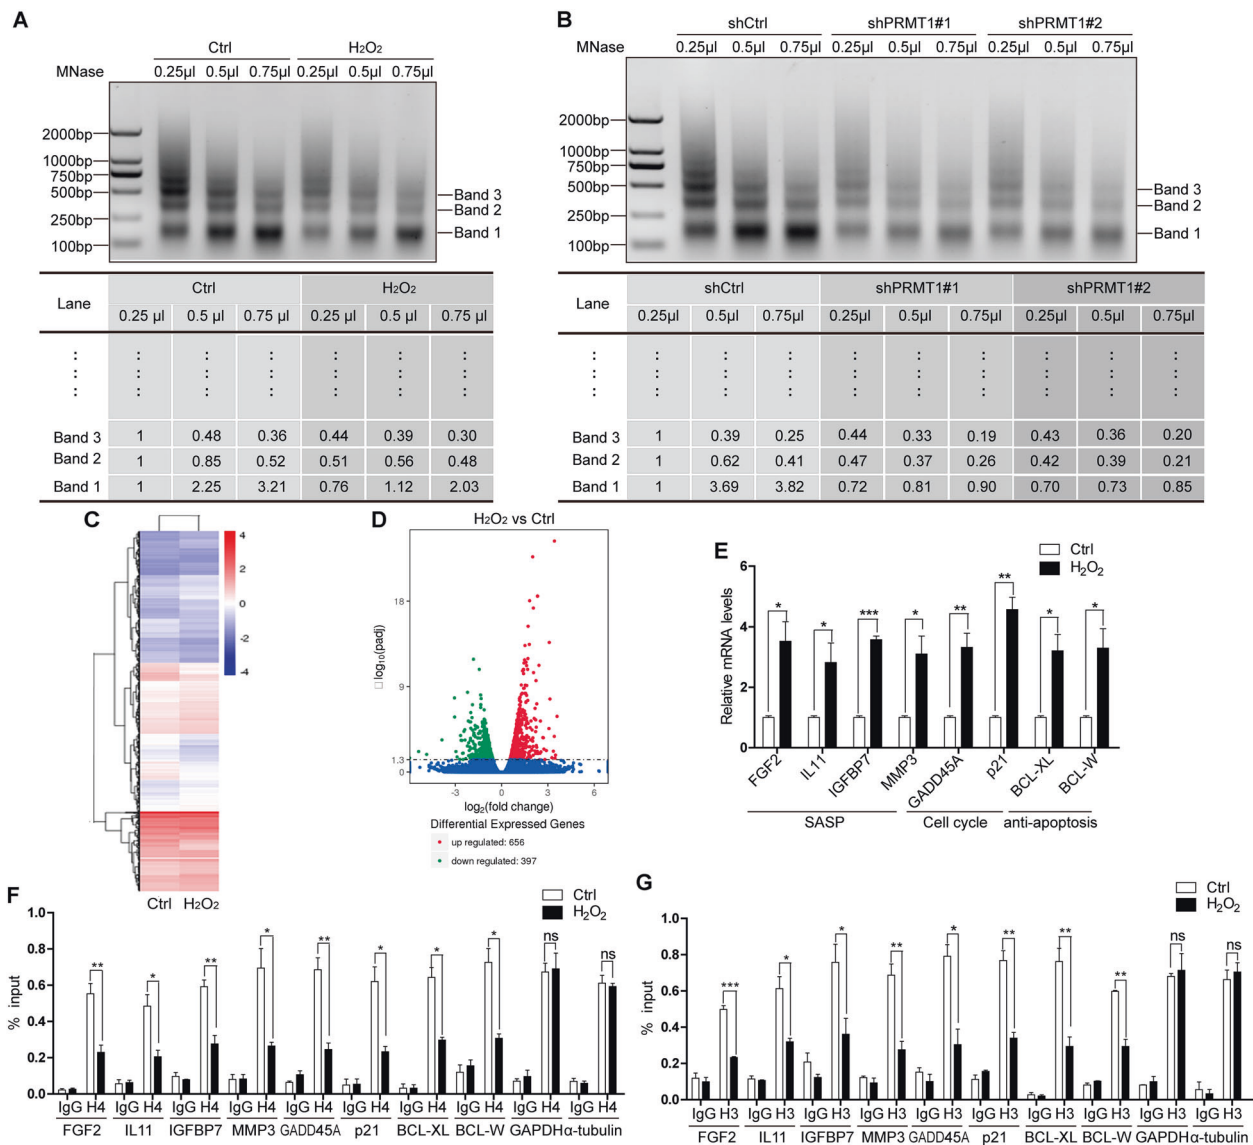 A
Ctrl H2O2
MNase 0.25µl 0.5µl 0.75µl 0.25µl 0.5µl 0.75µl
2000bp
1000bp
750bp
500bp
250bp
100bp
Band 3
Band 2
Band 1
Lane Ctrl H2O2
0.25 µl 0.5 µl 0.75 µl 0.25 µl 0.5 µl 0.75 µl
Band 3 1 0.48 0.36 0.44 0.39 0.30
Band 2 1 0.85 0.52 0.51 0.56 0.48
Band 1 1 2.25 3.21 0.76 1.12 2.03
B
shCtrl shPRMT1#1 shPRMT1#2
MNase 0.25µl 0.5µl 0.75µl 0.25µl 0.5µl 0.75µl 0.25µl 0.5µl 0.75µl
2000bp
1000bp
750bp
500bp
250bp
100bp
Band 3
Band 2
Band 1
Lane shCtrl shPRMT1#1 shPRMT1#2
0.25µl 0.5µl 0.75µl 0.25µl 0.5µl 0.75µl 0.25µl 0.5µl 0.75µl
Band 3 1 0.39 0.25 0.44 0.33 0.19 0.43 0.36 0.20
Band 2 1 0.62 0.41 0.47 0.37 0.26 0.42 0.39 0.21
Band 1 1 3.69 3.82 0.72 0.81 0.90 0.70 0.73 0.85
C
4
2
0
-2
-4
Ctrl H2O2
D
H2O2 vs Ctrl
□ log10(padj)
18
9
1.3
0
-3 0 3 6
log2(fold change)
Differential Expressed Genes
up regulated: 656
down regulated: 397
E
Ctrl
H2O2
Relative mRNA levels
6
4
2
0
* * *** * ** ** * *
FGF2 IL11 IGFBP7 MMP3 GADD45A p21 BCL-XL BCL-W
SASP Cell cycle anti-apoptosis
F
Ctrl
H2O2
% input
1.0
0.8
0.6
0.4
0.2
0.0
** * ** * ** * * * ns ns
IgG H4 IgG H4 IgG H4 IgG H4 IgG H4 IgG H4 IgG H4 IgG H4 IgG H4 IgG H4
FGF2 IL11 IGFBP7 MMP3 GADD45A p21 BCL-XL BCL-W GAPDH α-tubulin
G
Ctrl
H2O2
% input
1.0
0.8
0.6
0.4
0.2
0.0
*** * * ** * ** ** ** ns ns
IgG H3 IgG H3 IgG H3 IgG H3 IgG H3 IgG H3 IgG H3 IgG H3 IgG H3 IgG H3
FGF2 IL11 IGFBP7 MMP3 GADD45A p21 BCL-XL BCL-W GAPDH α-tubulin